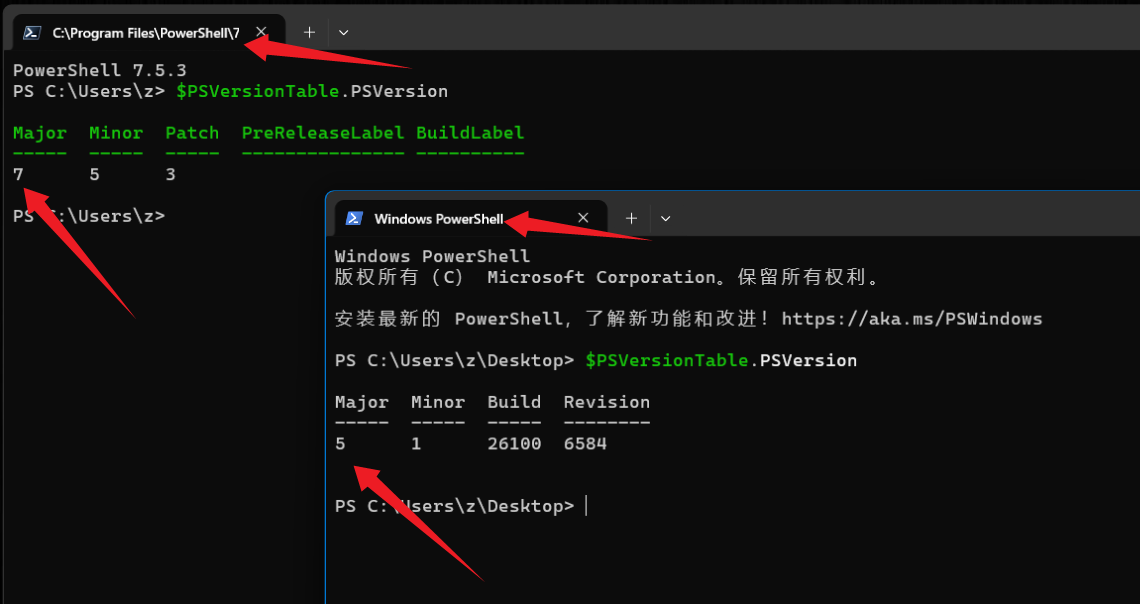 C:\Program Files\PowerShell\7
PowerShell 7.5.3
PS C:\Users\z> $PSVersionTable.PSVersion
Major Minor Patch PreReleaseLabel BuildLabel
----- ----- ----- --------------- ----------
7 5 3
PS C:\Users\z>
Windows PowerShell
Windows PowerShell
版权所有（C） Microsoft Corporation。保留所有权利。
安装最新的 PowerShell，了解新功能和改进！https://aka.ms/PSWindows
PS C:\Users\z\Desktop> $PSVersionTable.PSVersion
Major Minor Build Revision
----- ----- ----- --------
5 1 26100 6584
PS C:\Users\z\Desktop>